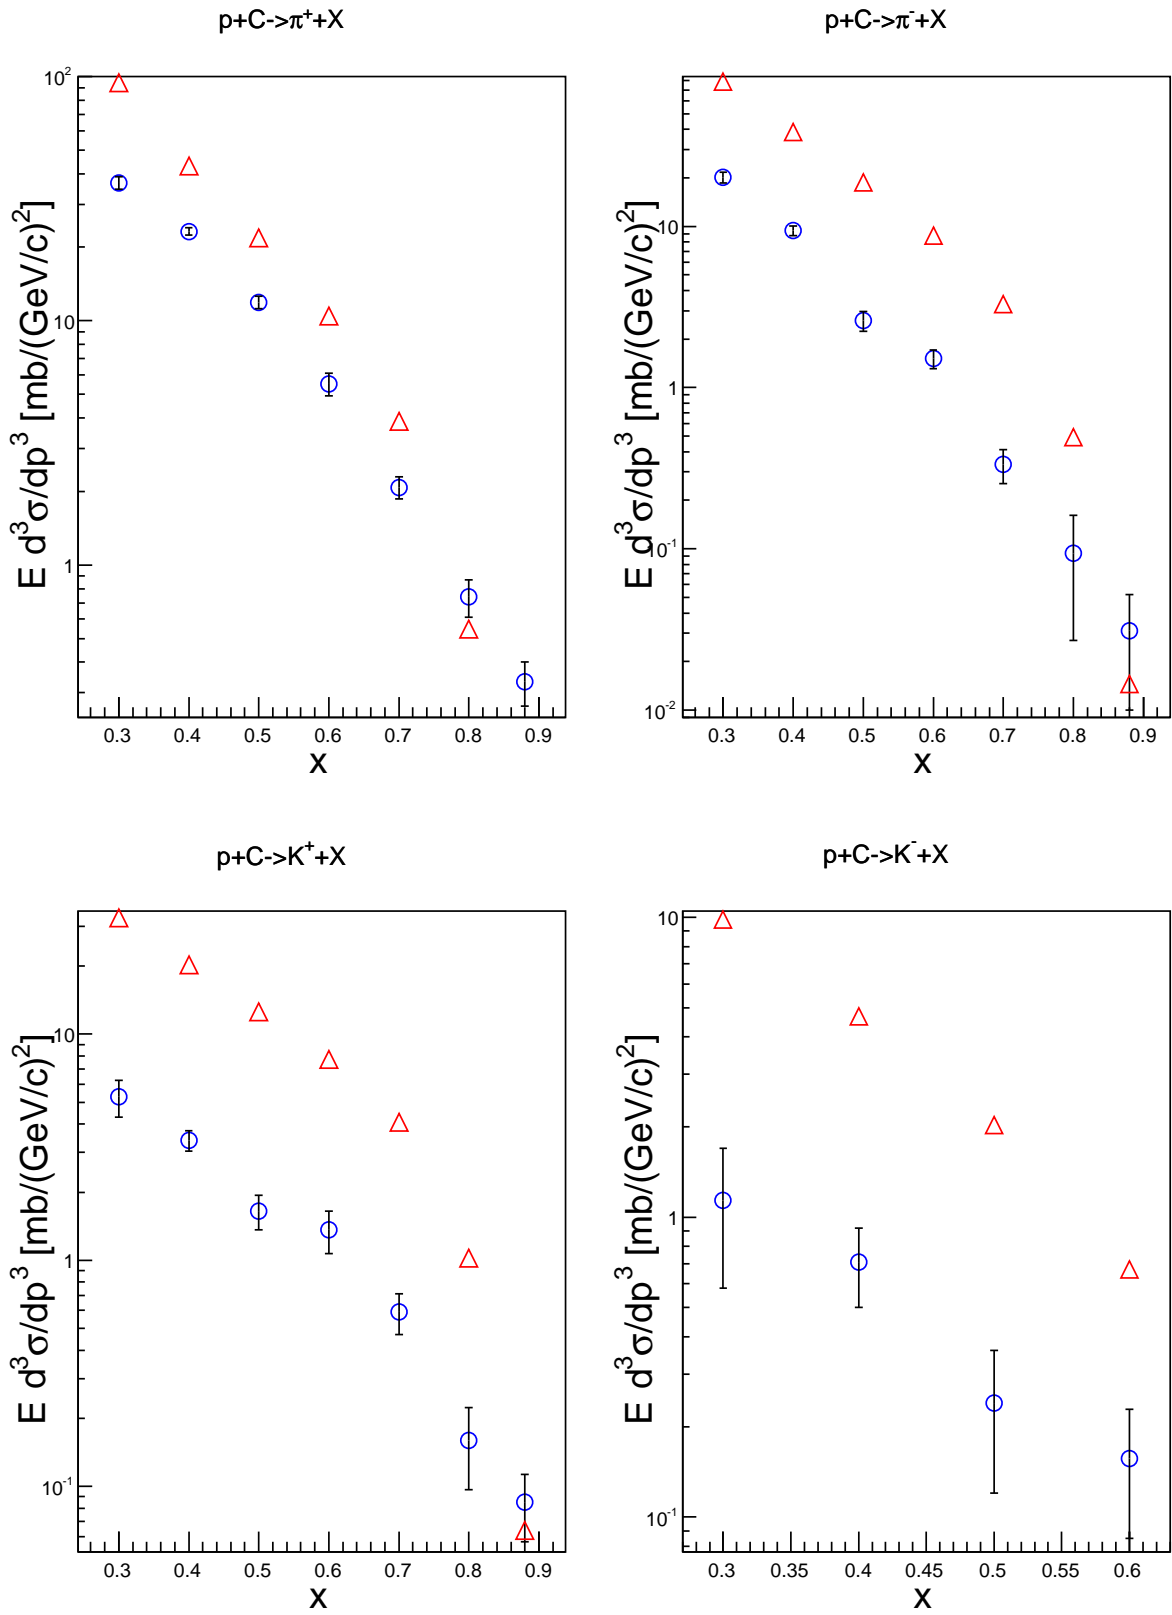 p+C->π⁺+X
E d³σ/dp³ [mb/(GeV/c)²]
10²
10
1
0.3 0.4 0.5 0.6 0.7 0.8 0.9
X
p+C->π⁻+X
E d³σ/dp³ [mb/(GeV/c)²]
10
1
10⁻¹
10⁻²
0.3 0.4 0.5 0.6 0.7 0.8 0.9
X
p+C->K⁺+X
E d³σ/dp³ [mb/(GeV/c)²]
10
1
10⁻¹
0.3 0.4 0.5 0.6 0.7 0.8 0.9
X
p+C->K⁻+X
E d³σ/dp³ [mb/(GeV/c)²]
10
1
10⁻¹
0.3 0.35 0.4 0.45 0.5 0.55 0.6
X